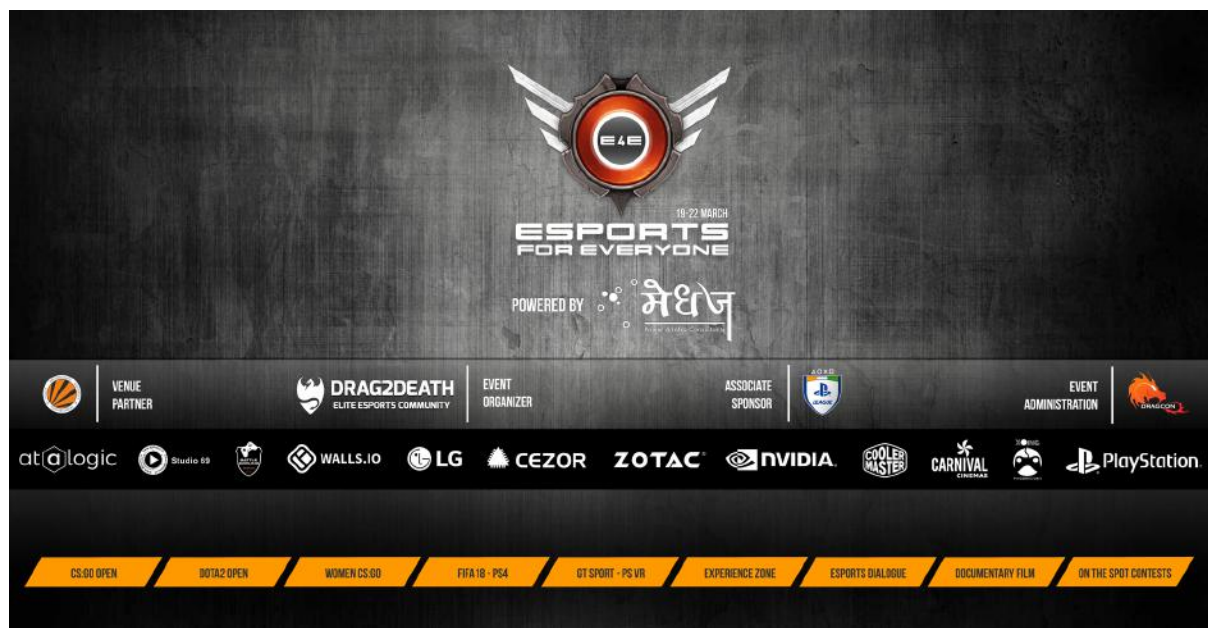 E4E
19-22 MARCH
ESPORTS
FOR EVERYONE
POWERED BY मेधज
VENUE
PARTNER
DRAG2DEATH
ELITE ESPORTS COMMUNITY
EVENT
ORGANIZER
ASSOCIATE
SPONSOR
LEAGUE
EVENT
ADMINISTRATION
DRAGCON
at@logic
Studio 69
WALLS.IO
LG
CEZOR
ZOTAC
NVIDIA.
COOLER
MASTER
CARNIVAL
CINEMAS
PlayStation.
CS:GO OPEN
DOTA2 OPEN
WOMEN CS:GO
FIFA 18 - PS4
GT SPORT - PS VR
EXPERIENCE ZONE
ESPORTS DIALOGUE
DOCUMENTARY FILM
ON THE SPOT CONTESTS